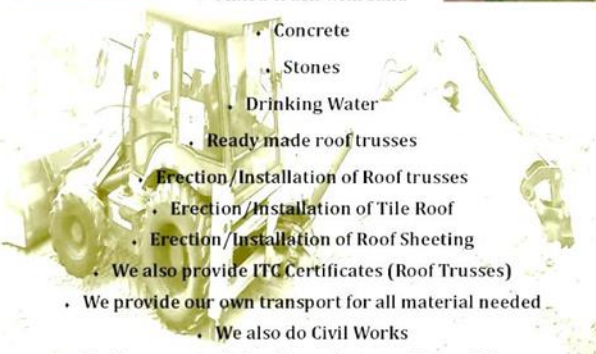 • Concrete
• Stones
• Drinking Water
• Ready made roof trusses
• Erection/Installation of Roof trusses
• Erection/Installation of Tile Roof
• Erection/Installation of Roof Sheeting
• We also provide ITC Certificates (Roof Trusses)
• We provide our own transport for all material needed
• We also do Civil Works